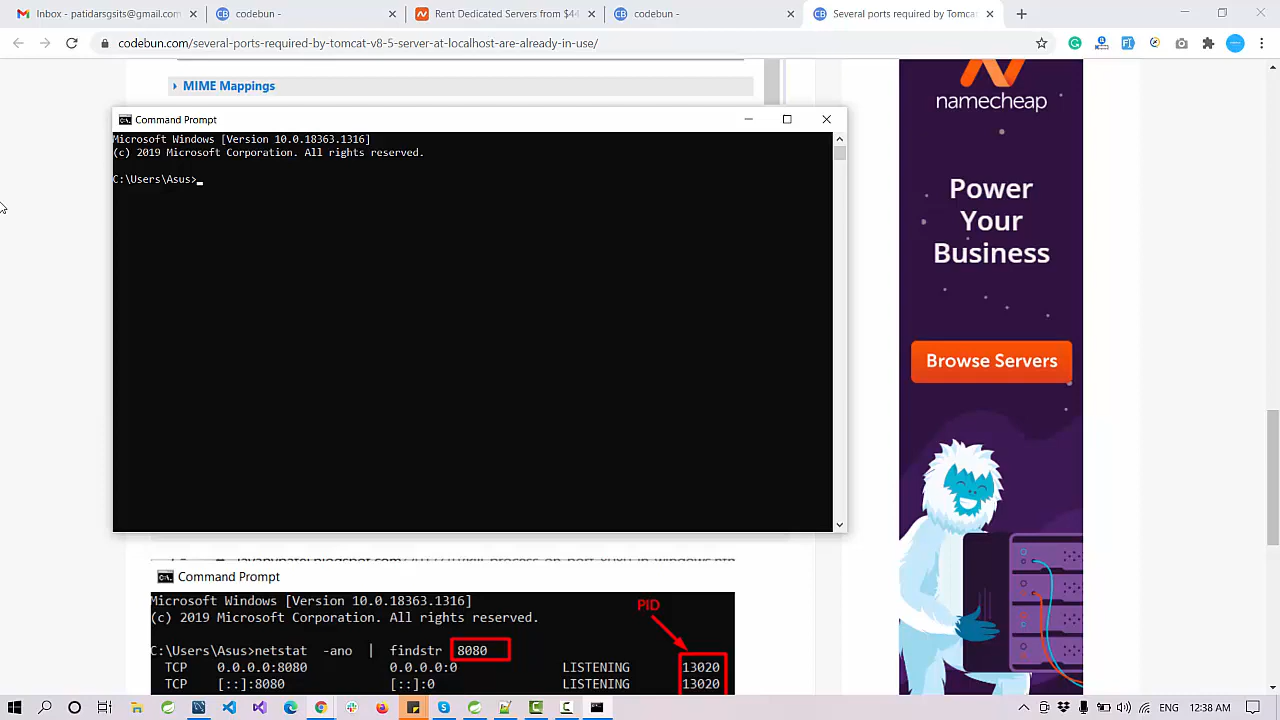 Inbox - patidarsgjosh@gmail.com
codebun -
Rent Dedicated Servers from $44
codebun -
Several ports required by Tomcat
codebun.com/several-ports-required-by-tomcat-v8-5-server-at-localhost-are-already-in-use/
MIME Mappings
Command Prompt
Microsoft Windows [Version 10.0.18363.1316]
(c) 2019 Microsoft Corporation. All rights reserved.
C:\Users\Asus>
namecheap
Power
Your
Business
Browse Servers
Command Prompt
Microsoft Windows [Version 10.0.18363.1316]
(c) 2019 Microsoft Corporation. All rights reserved.
PID
C:\Users\Asus>netstat -ano | findstr 8080
TCP 0.0.0.0:8080 0.0.0.0:0 LISTENING 13020
TCP [::]:8080 [::]:0 LISTENING 13020
ENG 12:38 AM